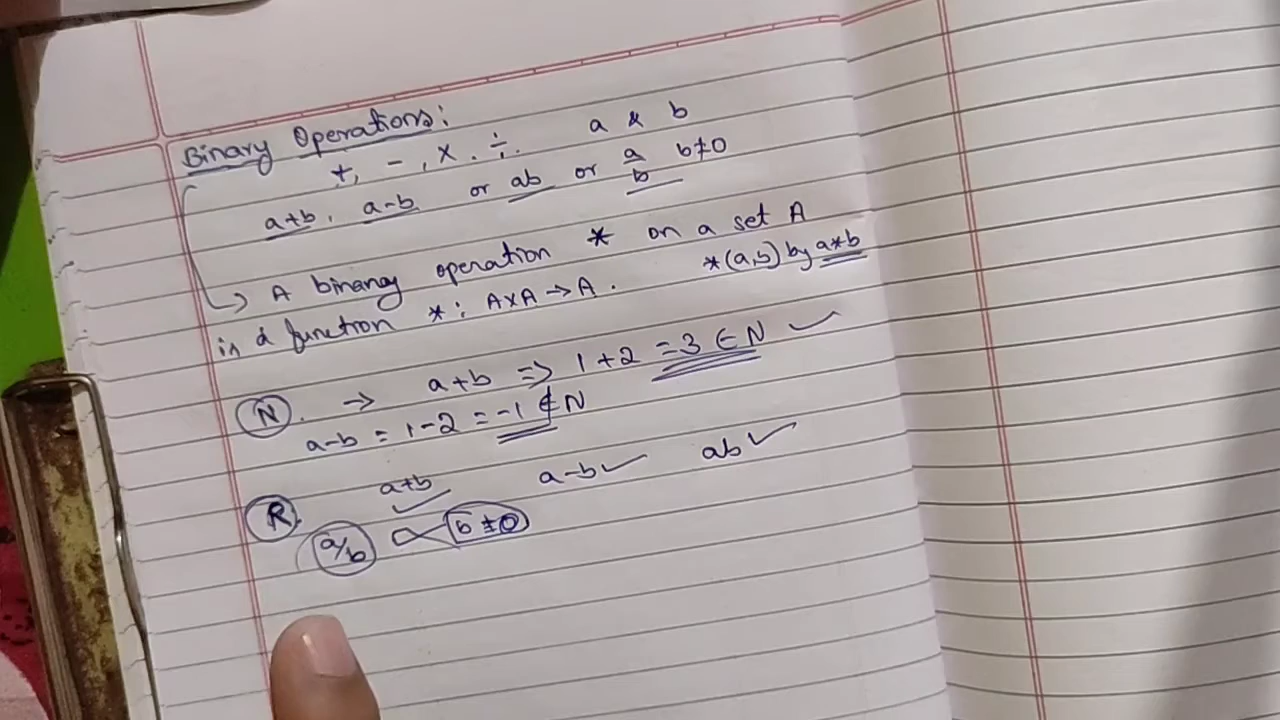 Binary Operations:
+, -, x . ÷. a & b
a+b, a-b or ab or a/b b≠0
→ A binary operation * on a set A
is a function *: AxA → A. *(a,b) by a*b
N. → a+b ⇒ 1+2 =3 ∈ N ✓
a-b = 1-2 = -1 ∉ N
R. a+b ✓ a-b ✓ ab ✓
a/b b≠0